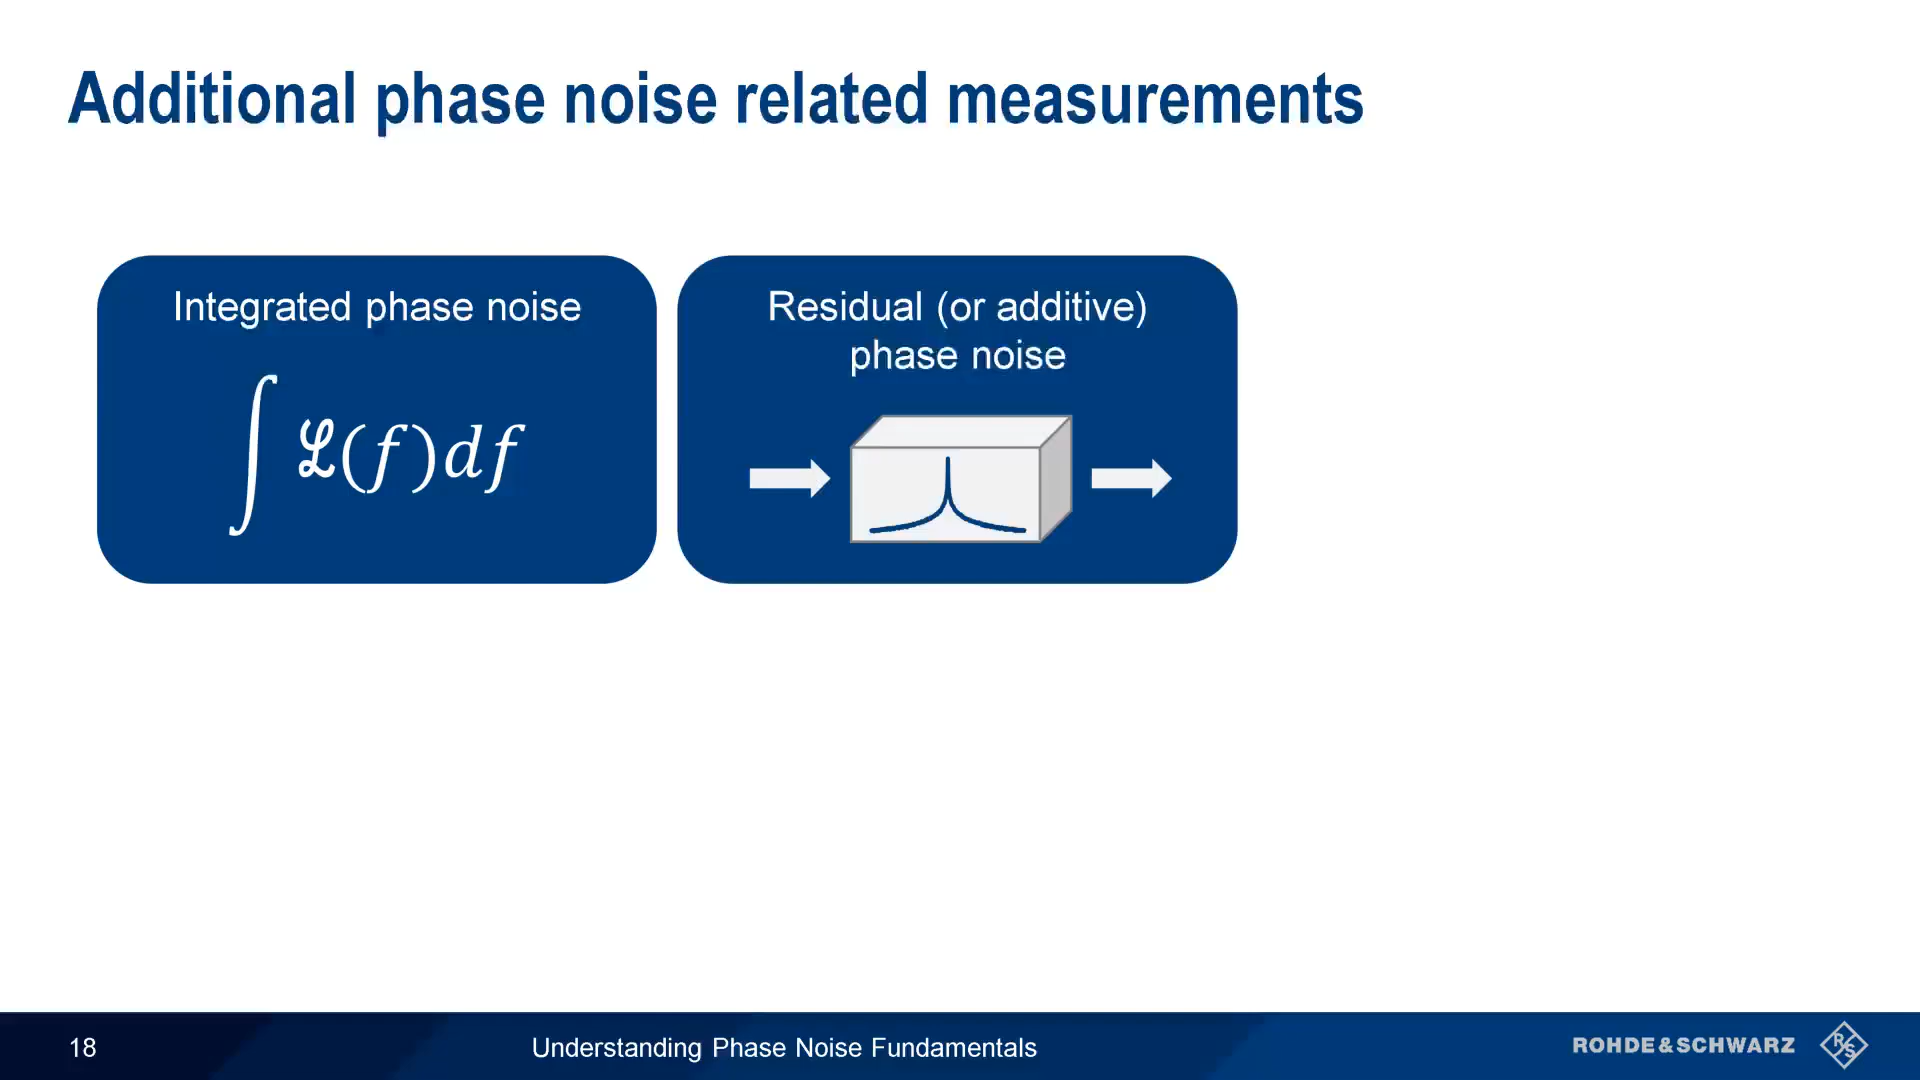 Additional phase noise related measurements
Integrated phase noise
∫ ℒ(f)df
Residual (or additive)
phase noise
18
Understanding Phase Noise Fundamentals
ROHDE&SCHWARZ
R&S